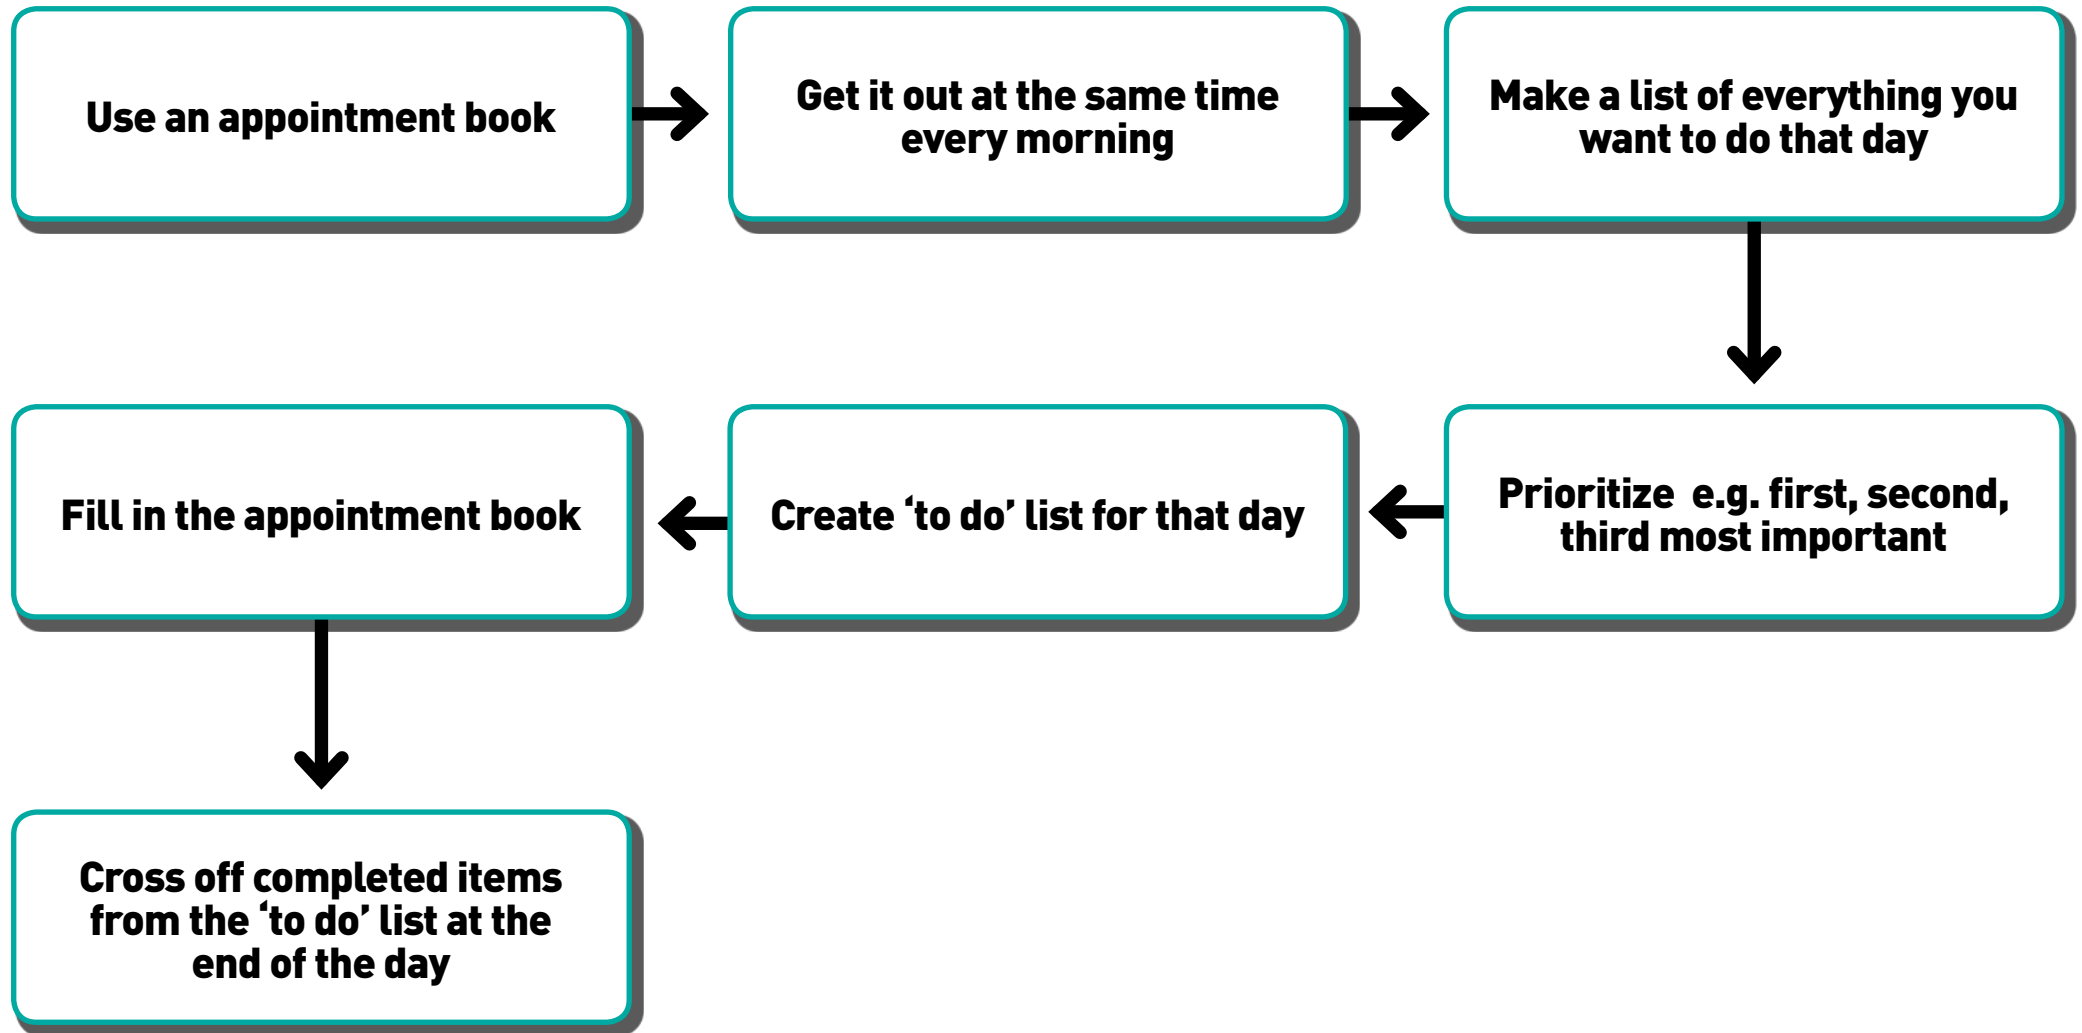 Use an appointment book
Get it out at the same time
every morning
Make a list of everything you
want to do that day
Prioritize  e.g. first, second,
third most important
Create ‘to do’ list for that day
Fill in the appointment book
Cross off completed items
from the ‘to do’ list at the
end of the day